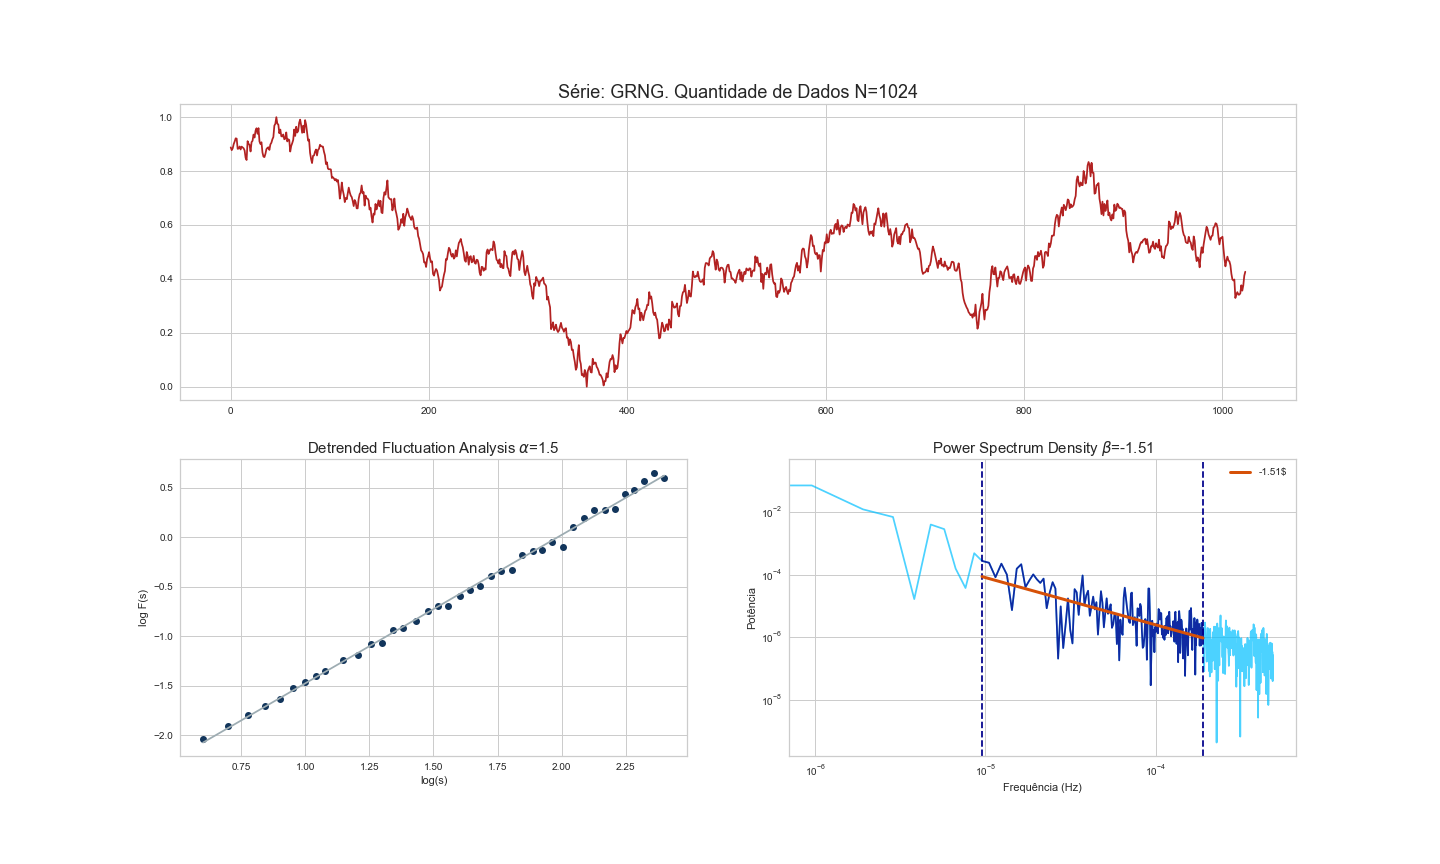 Série: GRNG. Quantidade de Dados N=1024
1.0
0.8
0.6
0.4
0.2
0.0
0 200 400 600 800 1000
Detrended Fluctuation Analysis α=1.5
log F(s)
0.5
0.0
−0.5
−1.0
−1.5
−2.0
0.75 1.00 1.25 1.50 1.75 2.00 2.25
log(s)
Power Spectrum Density β=-1.51
-1.51$
Potência
10⁻²
10⁻⁴
10⁻⁶
10⁻⁸
10⁻⁶ 10⁻⁵ 10⁻⁴
Frequência (Hz)